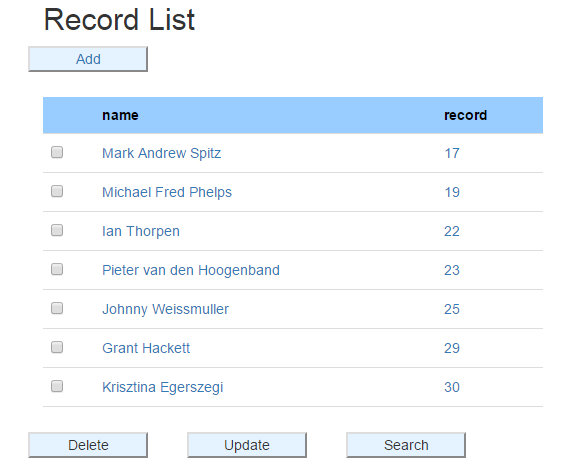 Record List
Add
name record
Mark Andrew Spitz 17
Michael Fred Phelps 19
Ian Thorpen 22
Pieter van den Hoogenband 23
Johnny Weissmuller 25
Grant Hackett 29
Krisztina Egerszegi 30
Delete Update Search